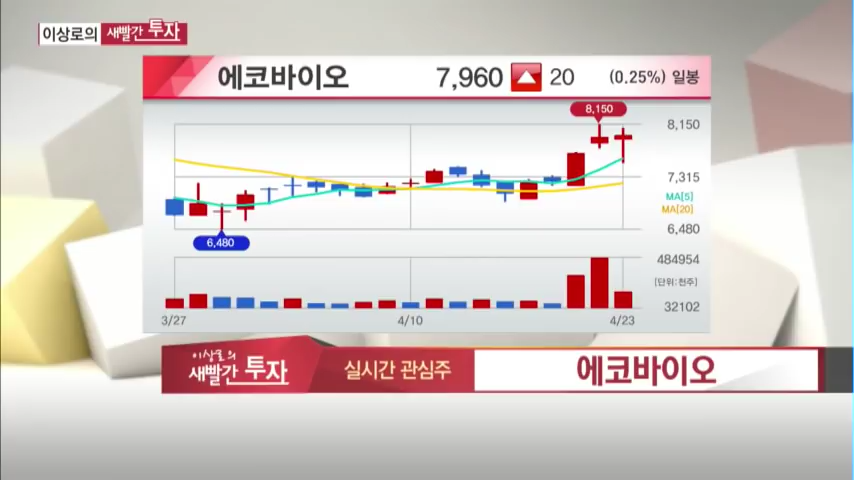 이상로의 새빨간 투자
에코바이오 7,960 20 (0.25%) 일봉
8,150
8,150
7,315
MA[5]
MA[20]
6,480
6,480
484954
[단위:천주]
32102
3/27 4/10 4/23
이상로의
새빨간 투자
실시간 관심주
에코바이오